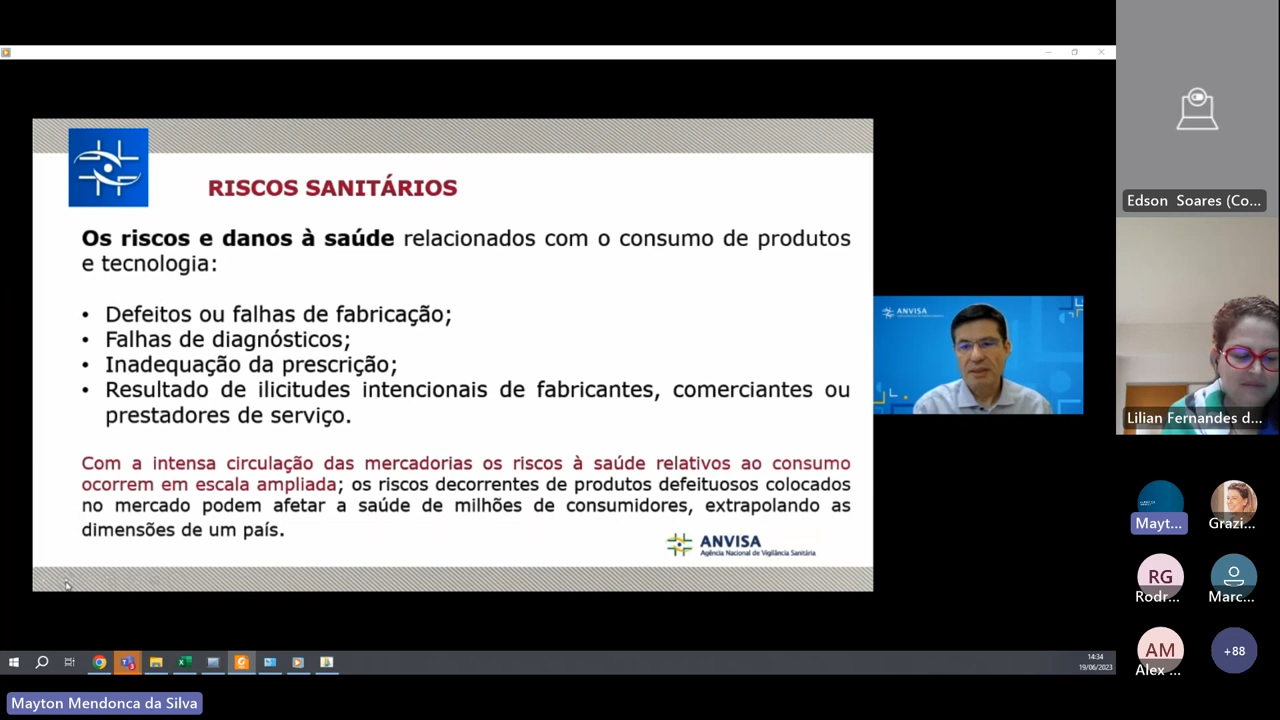 RISCOS SANITÁRIOS
Os riscos e danos à saúde relacionados com o consumo de produtos
e tecnologia:
• Defeitos ou falhas de fabricação;
• Falhas de diagnósticos;
• Inadequação da prescrição;
• Resultado de ilicitudes intencionais de fabricantes, comerciantes ou
prestadores de serviço.
Com a intensa circulação das mercadorias os riscos à saúde relativos ao consumo
ocorrem em escala ampliada; os riscos decorrentes de produtos defeituosos colocados
no mercado podem afetar a saúde de milhões de consumidores, extrapolando as
dimensões de um país.
ANVISA
Agência Nacional de Vigilância Sanitária
ANVISA
Edson Soares (Co...
Lilian Fernandes d...
Mayt...
Grazi...
RG
Rodr...
Marc...
AM
Alex ...
+88
14:34
19/06/2023
Mayton Mendonca da Silva